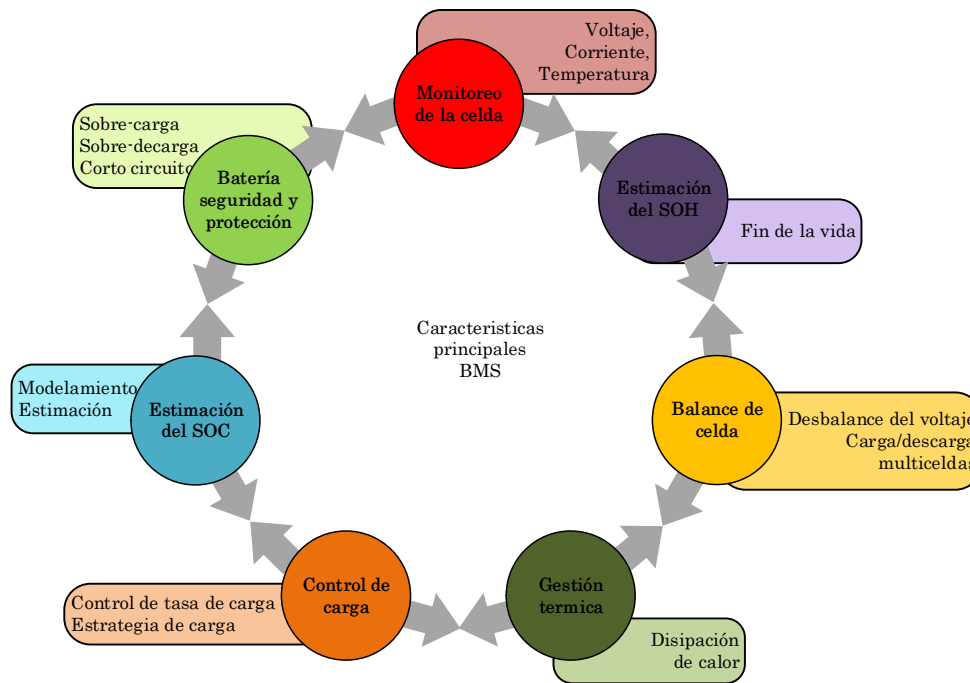 Voltaje,
Corriente,
Temperatura
Monitoreo
de la celda
Sobre-carga
Sobre-decarga
Corto circuito
Batería
seguridad y
protección
Estimación
del SOH
Fin de la vida
Caracteristicas
principales
BMS
Modelamiento
Estimación
Estimación
del SOC
Balance de
celda
Desbalance del voltaje
Carga/descarga
multiceldas
Control de tasa de carga
Estrategia de carga
Control de
carga
Gestión
termica
Disipación
de calor